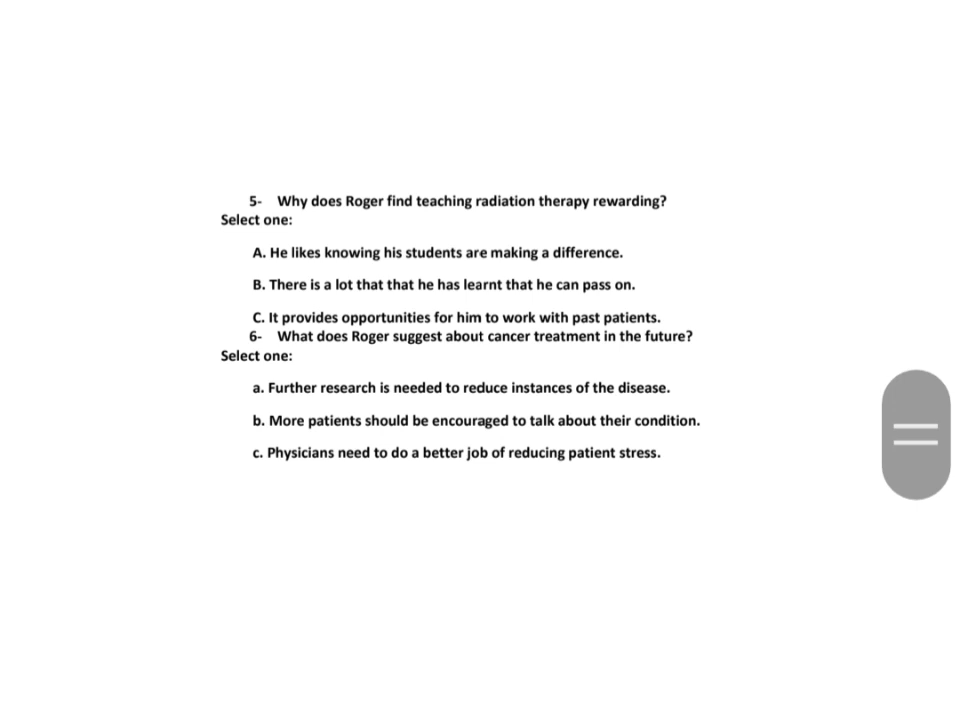 5- Why does Roger find teaching radiation therapy rewarding?
Select one:
A. He likes knowing his students are making a difference.
B. There is a lot that that he has learnt that he can pass on.
C. It provides opportunities for him to work with past patients.
6- What does Roger suggest about cancer treatment in the future?
Select one:
a. Further research is needed to reduce instances of the disease.
b. More patients should be encouraged to talk about their condition.
c. Physicians need to do a better job of reducing patient stress.